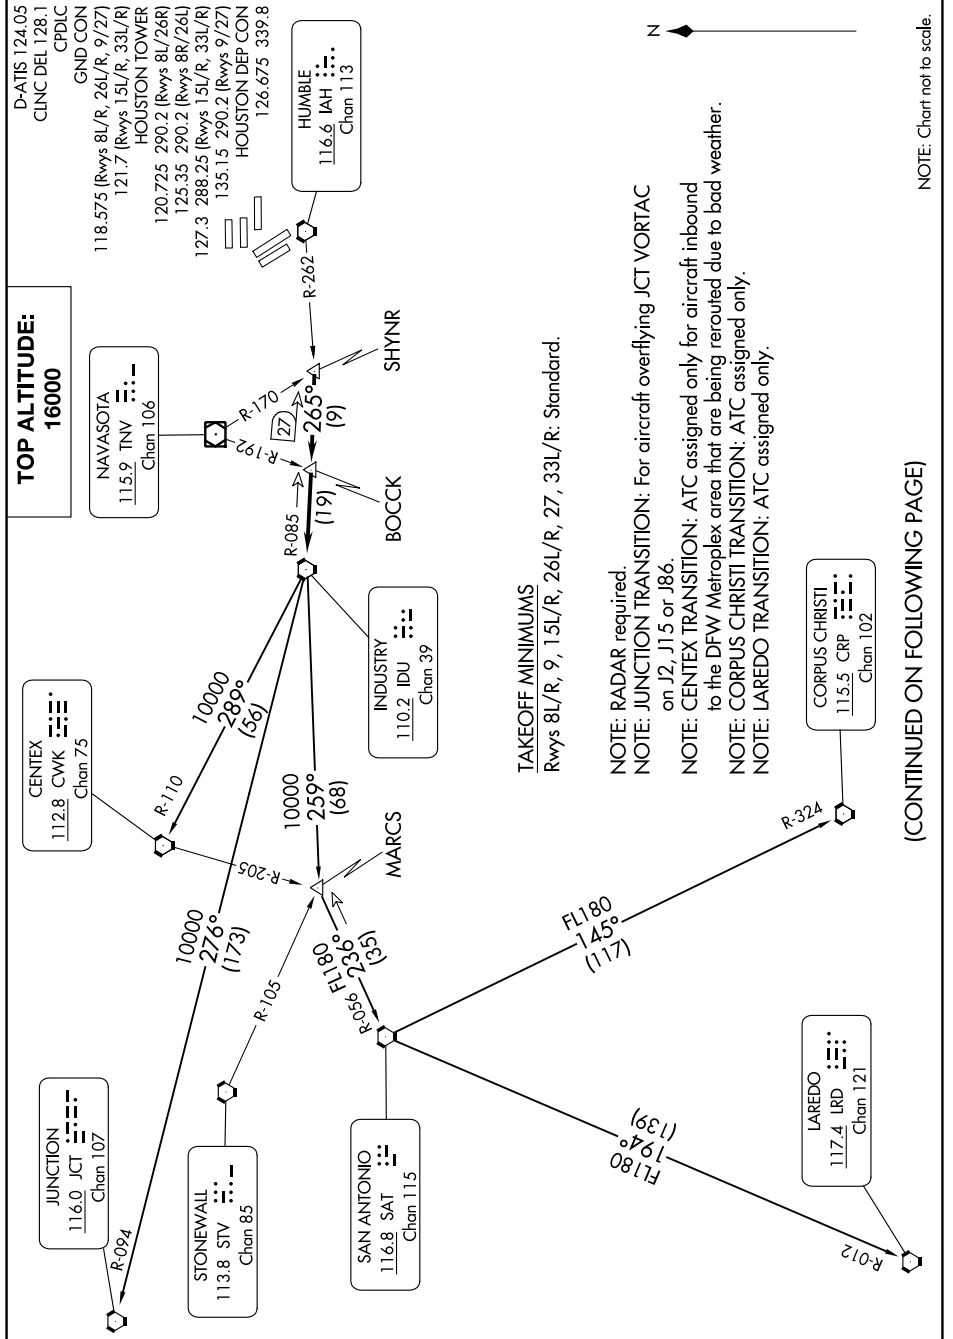 D-ATIS 124.05
CLNC DEL 128.1
CPDLC
GND CON
118.575 (Rwys 8L/R, 26L/R, 9/27)
121.7 (Rwys 15L/R, 33L/R)
HOUSTON TOWER
120.725 290.2 (Rwys 8L/26R)
125.35 290.2 (Rwys 8R/26L)
127.3 288.25 (Rwys 15L/R, 33L/R)
135.15 290.2 (Rwys 9/27)
HOUSTON DEP CON
126.675 339.8
TOP ALTITUDE:
16000
HUMBLE
116.6 IAH
Chan 113
NAVASOTA
115.9 TNV
Chan 106
R-262
SHYNR
R-170
27
R-192
265°
(9)
BOCCK
R-085
(19)
INDUSTRY
110.2 IDU
Chan 39
CENTEX
112.8 CWK
Chan 75
10000
289°
(56)
R-110
10000
259°
(68)
MARCS
R-205
10000
276°
(173)
R-105
FL180
236°
(35)
R-056
JUNCTION
116.0 JCT
Chan 107
R-094
STONEWALL
113.8 STV
Chan 85
SAN ANTONIO
116.8 SAT
Chan 115
FL180
145°
(117)
R-324
CORPUS CHRISTI
115.5 CRP
Chan 102
FL180
194°
(139)
R-012
LAREDO
117.4 LRD
Chan 121
N
TAKEOFF MINIMUMS
Rwys 8L/R, 9, 15L/R, 26L/R, 27, 33L/R: Standard.
NOTE: RADAR required.
NOTE: JUNCTION TRANSITION: For aircraft overflying JCT VORTAC
on J2, J15 or J86.
NOTE: CENTEX TRANSITION: ATC assigned only for aircraft inbound
to the DFW Metroplex area that are being rerouted due to bad weather.
NOTE: CORPUS CHRISTI TRANSITION: ATC assigned only.
NOTE: LAREDO TRANSITION: ATC assigned only.
(CONTINUED ON FOLLOWING PAGE)
NOTE: Chart not to scale.